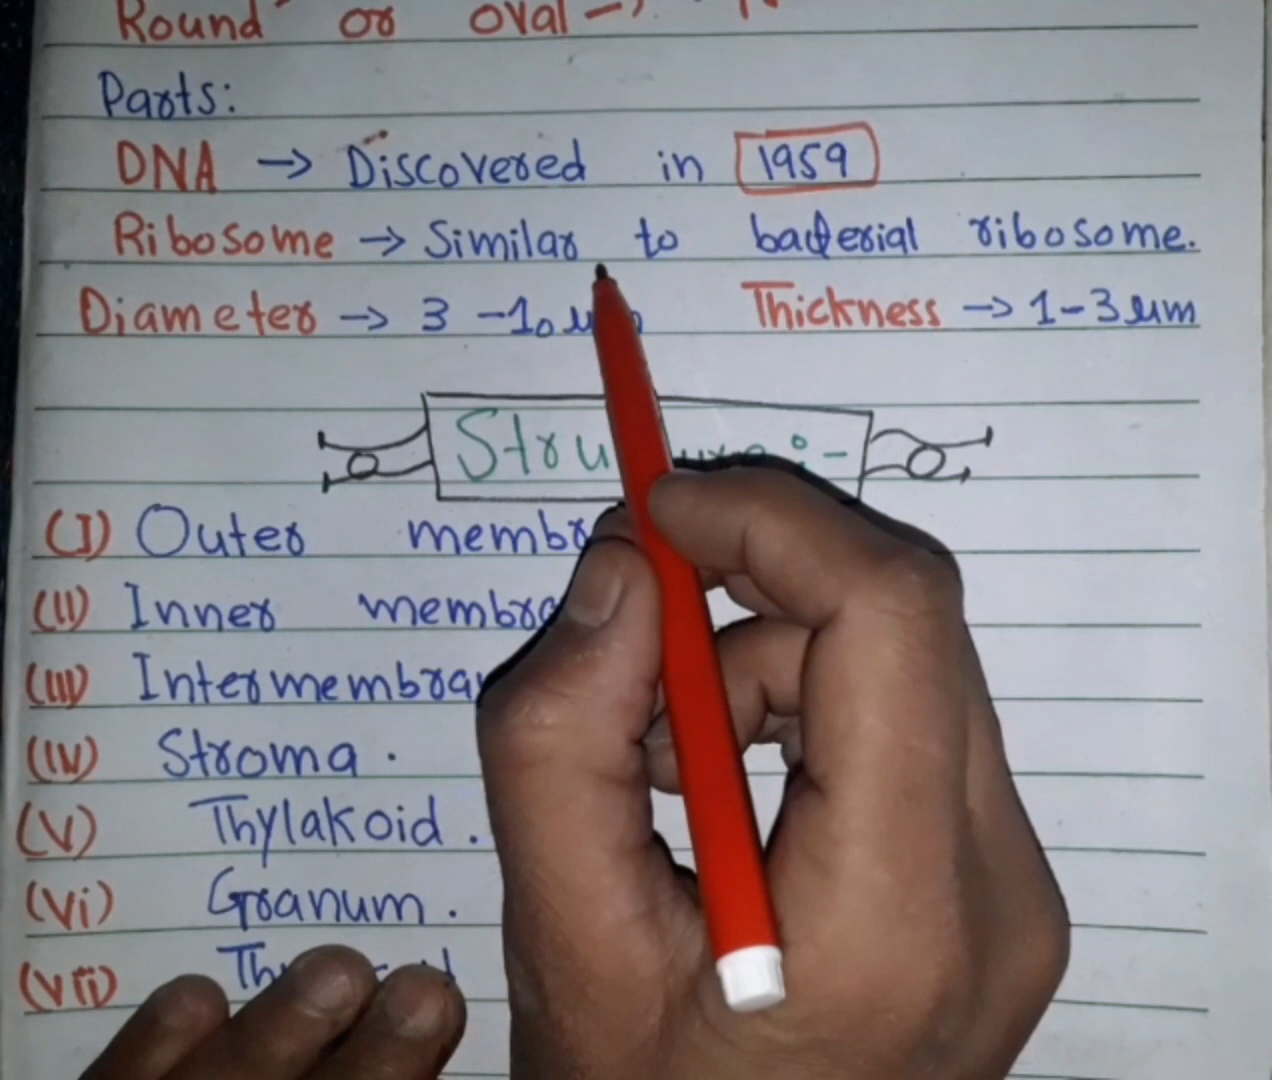 Round or oval →
Parts:
DNA → Discovered in 1959
Ribosome → Similar to bacterial ribosome.
Diameter → 3 - 10 Thickness → 1-3 um
(I) Outer
(II) Inner
(III)
(IV) Stroma.
(V) Thylakoid.
(Vi) Granum.
(Vii)